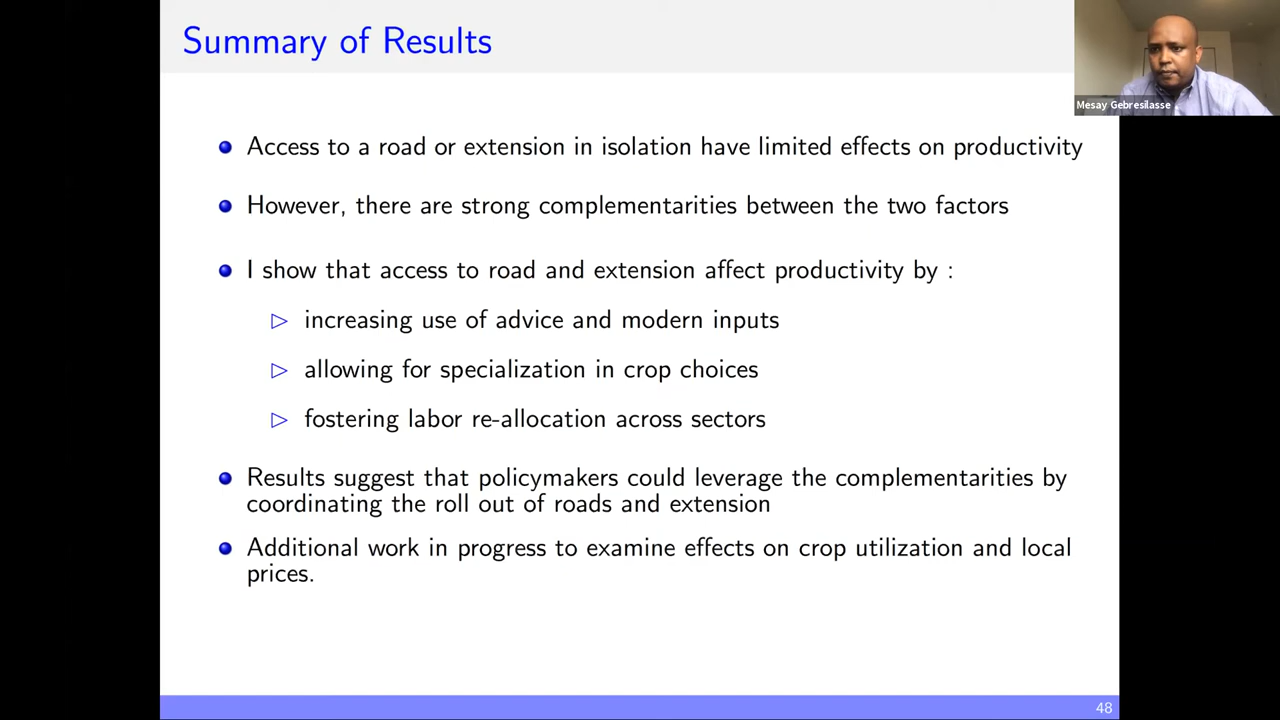 Summary of Results
Mesay Gebresilasse
Access to a road or extension in isolation have limited effects on productivity
However, there are strong complementarities between the two factors
I show that access to road and extension affect productivity by :
increasing use of advice and modern inputs
allowing for specialization in crop choices
fostering labor re-allocation across sectors
Results suggest that policymakers could leverage the complementarities by
coordinating the roll out of roads and extension
Additional work in progress to examine effects on crop utilization and local
prices.
48